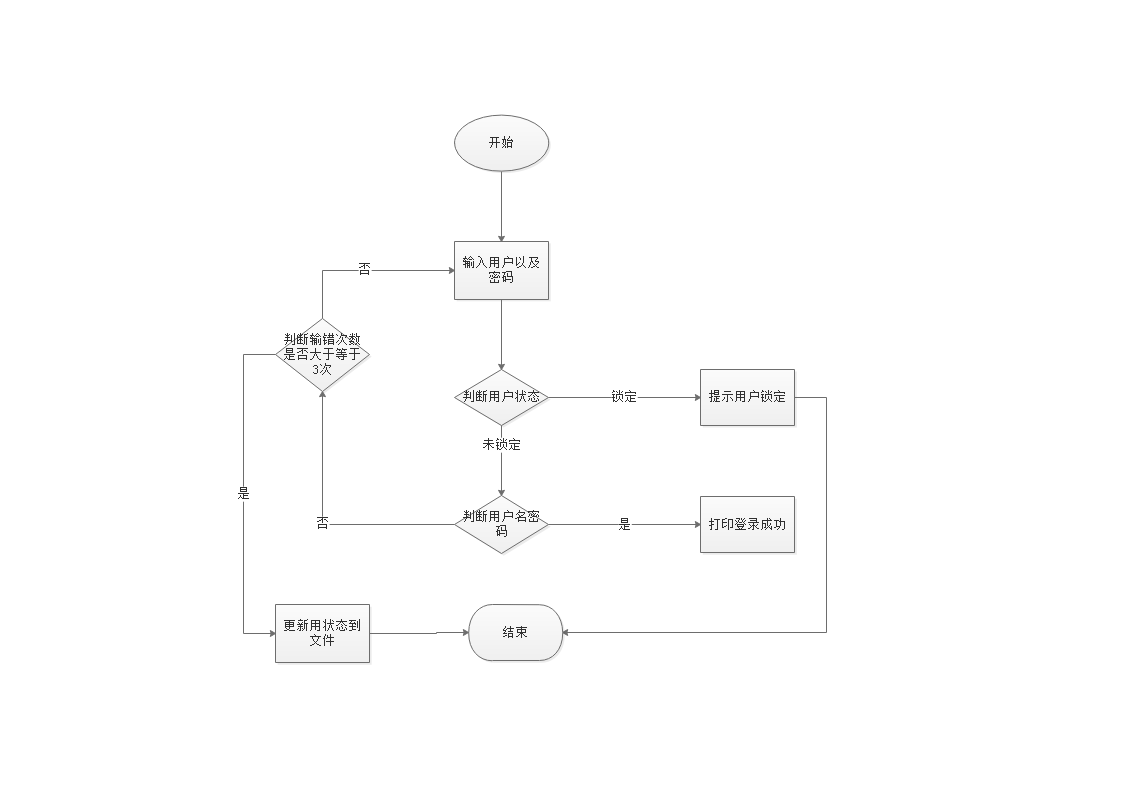 开始
否
输入用户以及
密码
判断输错次数
是否大于等于
3次
判断用户状态
锁定
提示用户锁定
未锁定
是
否
判断用户名密
码
是
打印登录成功
更新用状态到
文件
结束